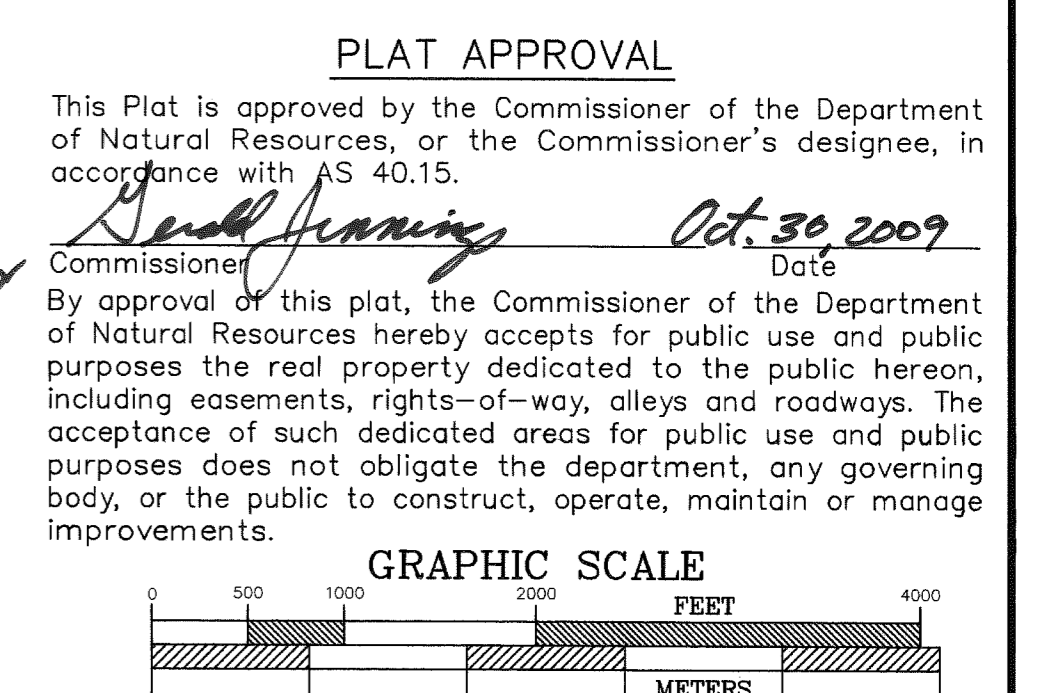 PLAT APPROVAL
This Plat is approved by the Commissioner of the Department
of Natural Resources, or the Commissioner's designee, in
accordance with AS 40.15.
Gerald Jennings Oct. 30, 2009
Commissioner Date
By approval of this plat, the Commissioner of the Department
of Natural Resources hereby accepts for public use and public
purposes the real property dedicated to the public hereon,
including easements, rights–of–way, alleys and roadways. The
acceptance of such dedicated areas for public use and public
purposes does not obligate the department, any governing
body, or the public to construct, operate, maintain or manage
improvements.
GRAPHIC SCALE
0 500 1000 2000 4000
FEET
METERS